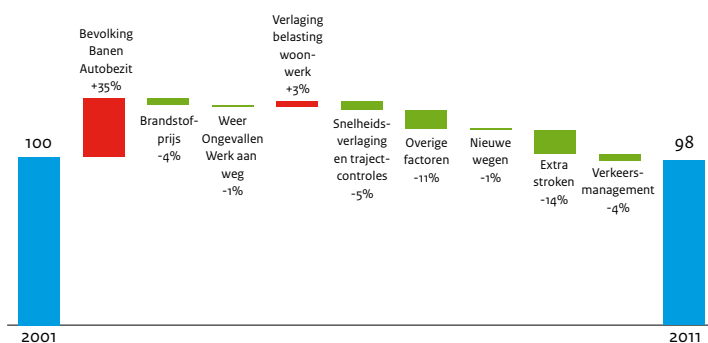 100
Bevolking
Banen
Autobezit
+35%
Brandstof-
prijs
-4%
Weer
Ongevallen
Werk aan
weg
-1%
Verlaging
belasting
woon-
werk
+3%
Snelheids-
verlaging
en traject-
controles
-5%
Overige
factoren
-11%
Nieuwe
wegen
-1%
Extra
stroken
-14%
Verkeers-
management
-4%
98
2001
2011